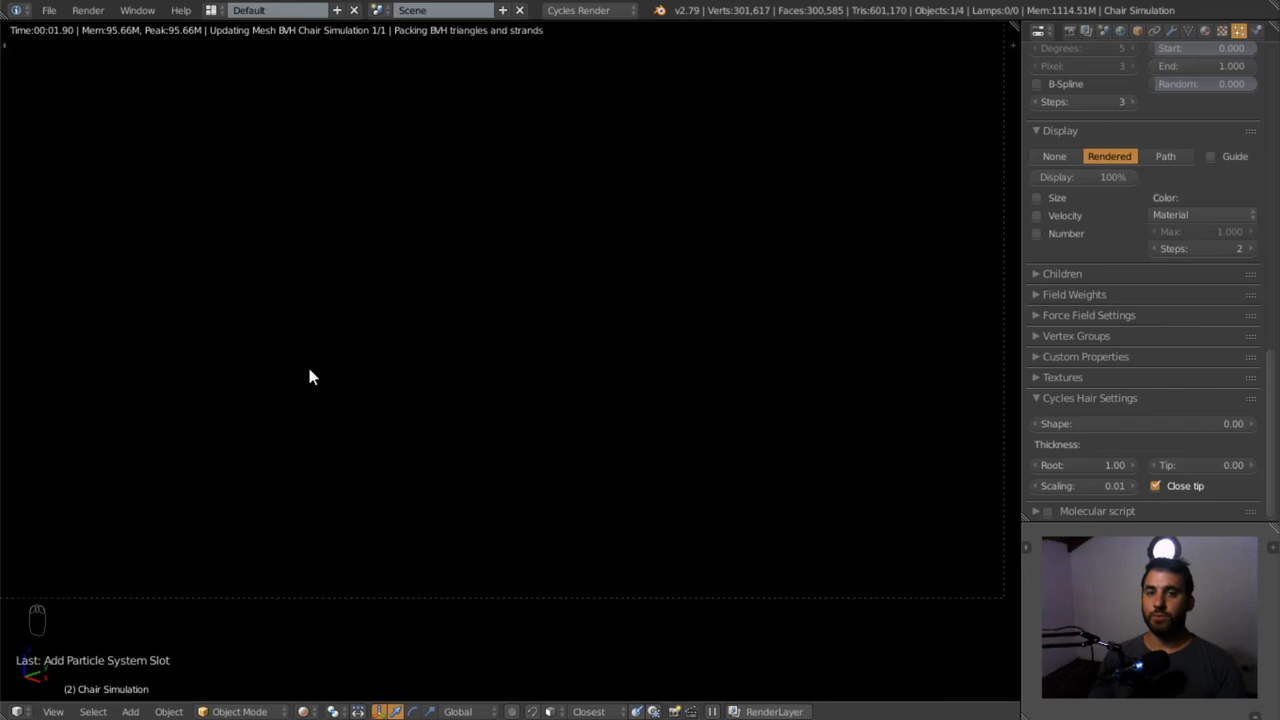 File Render Window Help Default Scene Cycles Render v2.79 | Verts:301,617 | Faces:300,585 | Tris:601,170 | Objects:1/4 | Lamps:0/0 | Mem:1114.51M | Chair Simulation
Time:00:01.90 | Mem:95.66M, Peak:95.66M | Updating Mesh BVH Chair Simulation 1/1 | Packing BVH triangles and strands
Degrees: 5 Start: 0.000
Pixel: 3 End: 1.000
B-Spline Random: 0.000
Steps: 3
Display
None Rendered Path Guide
Display: 100%
Size Color:
Velocity Material
Number Max: 1.000
Steps: 2
Children
Field Weights
Force Field Settings
Vertex Groups
Custom Properties
Textures
Cycles Hair Settings
Shape: 0.00
Thickness:
Root: 1.00 Tip: 0.00
Scaling: 0.01 Close tip
Molecular script
Last: Add Particle System Slot
(2) Chair Simulation
View Select Add Object Object Mode Global Closest RenderLayer